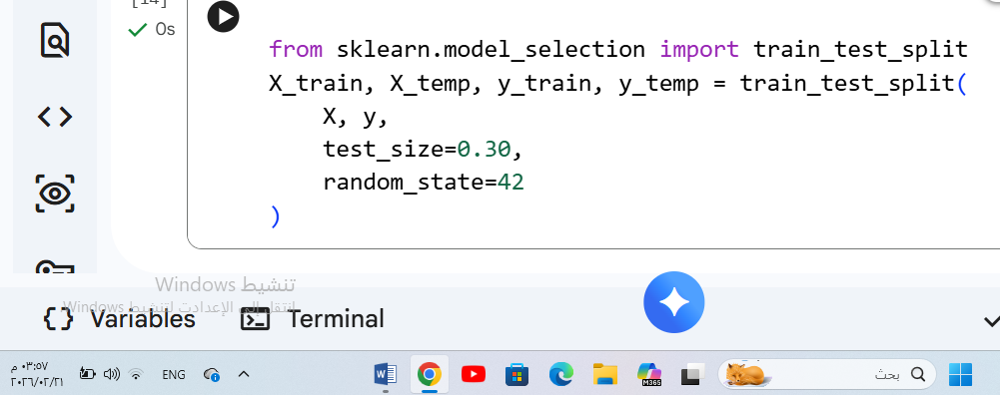 [14]
0s
from sklearn.model_selection import train_test_split
X_train, X_temp, y_train, y_temp = train_test_split(
    X, y,
    test_size=0.30,
    random_state=42
)
تنشيط Windows
انتقل إلى الإعدادات لتنشيط Windows
{} Variables
Terminal
٠٣:٥٧ م
٢٠٢٦/٠٢/٢١
ENG
M365
بحث